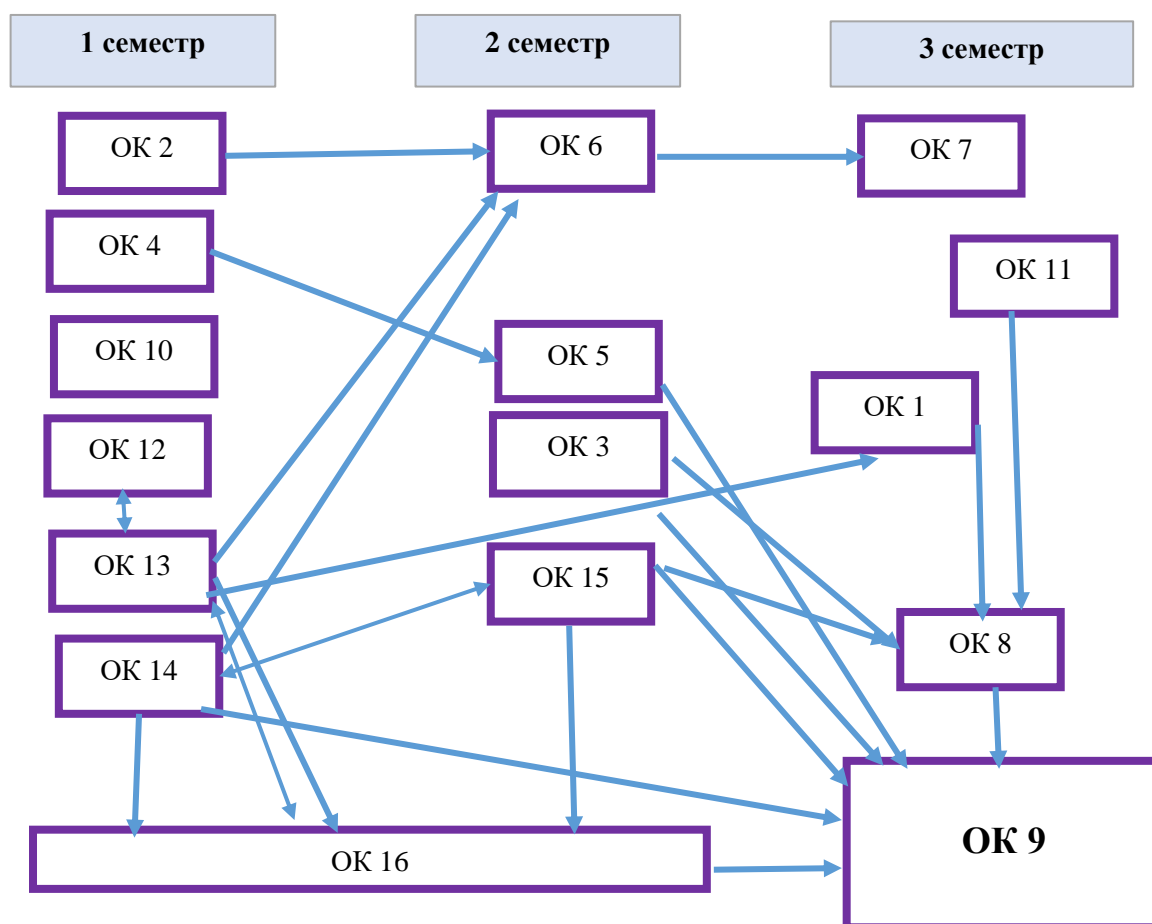 1 семестр
2 семестр
3 семестр
ОК 2
ОК 6
ОК 7
ОК 4
ОК 11
ОК 10
ОК 5
ОК 1
ОК 12
ОК 3
ОК 13
ОК 15
ОК 14
ОК 8
ОК 16
ОК 9